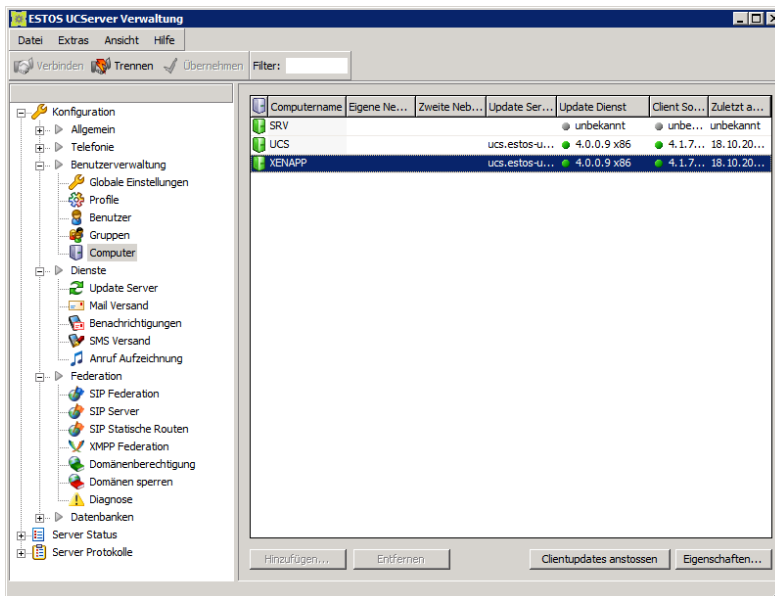 ESTOS UCServer Verwaltung
Datei Extras Ansicht Hilfe
Verbinden Trennen Übernehmen Filter:
Konfiguration
Allgemein
Telefonie
Benutzerverwaltung
Globale Einstellungen
Profile
Benutzer
Gruppen
Computer
Dienste
Update Server
Mail Versand
Benachrichtigungen
SMS Versand
Anruf Aufzeichnung
Federation
SIP Federation
SIP Server
SIP Statische Routen
XMPP Federation
Domänenberechtigung
Domänen sperren
Diagnose
Datenbanken
Server Status
Server Protokolle
Computername Eigene Ne... Zweite Neb... Update Ser... Update Dienst Client So... Zuletzt a...
SRV unbekannt unbe... unbekannt
UCS ucs.estos-u... 4.0.0.9 x86 4.1.7... 18.10.20...
XENAPP ucs.estos-u... 4.0.0.9 x86 4.1.7... 18.10.20...
Hinzufügen... Entfernen Clientupdates anstossen Eigenschaften...